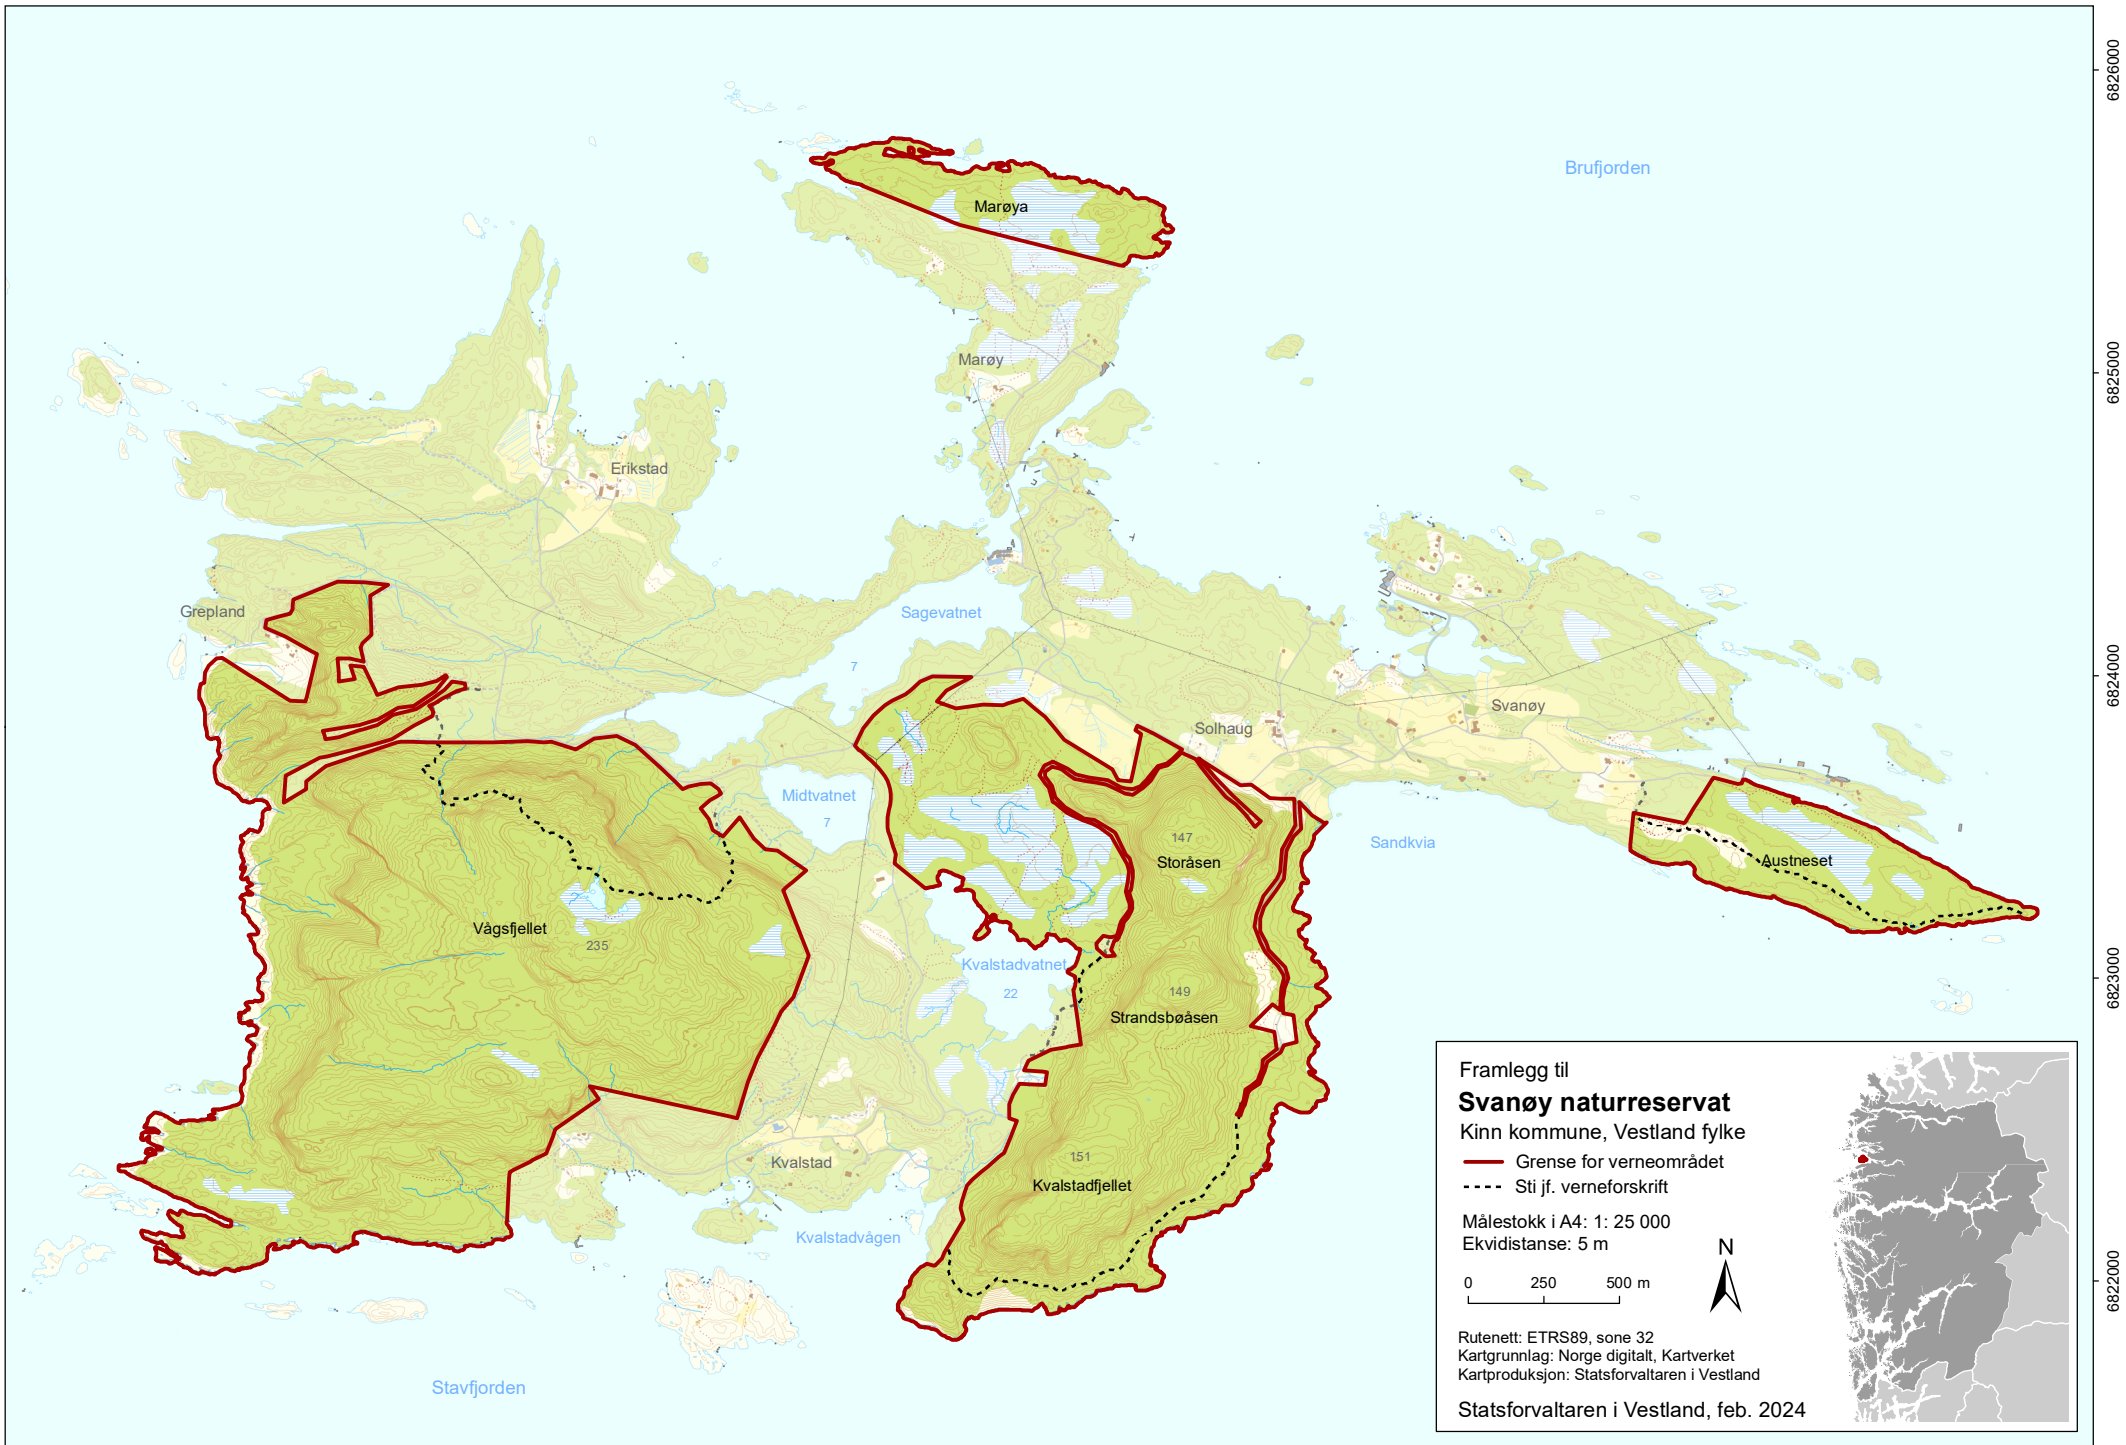 6826000
Brufjorden
Marøya
6825000
Marøy
Erikstad
Grepland
Sagevatnet
7
6824000
Svanøy
Solhaug
Midtvatnet
7
147
Storåsen
Sandkvia
Austneset
Vågsfjellet
235
Kvalstadvatnet
22
149
Strandsbøåsen
6823000
151
Kvalstad
Kvalstadfjellet
Kvalstadvågen
6822000
Stavfjorden
Framlegg til
Svanøy naturreservat
Kinn kommune, Vestland fylke
Grense for verneområdet
Sti jf. verneforskrift
Målestokk i A4: 1: 25 000
Ekvidistanse: 5 m
N
0 250 500 m
Rutenett: ETRS89, sone 32
Kartgrunnlag: Norge digitalt, Kartverket
Kartproduksjon: Statsforvaltaren i Vestland
Statsforvaltaren i Vestland, feb. 2024